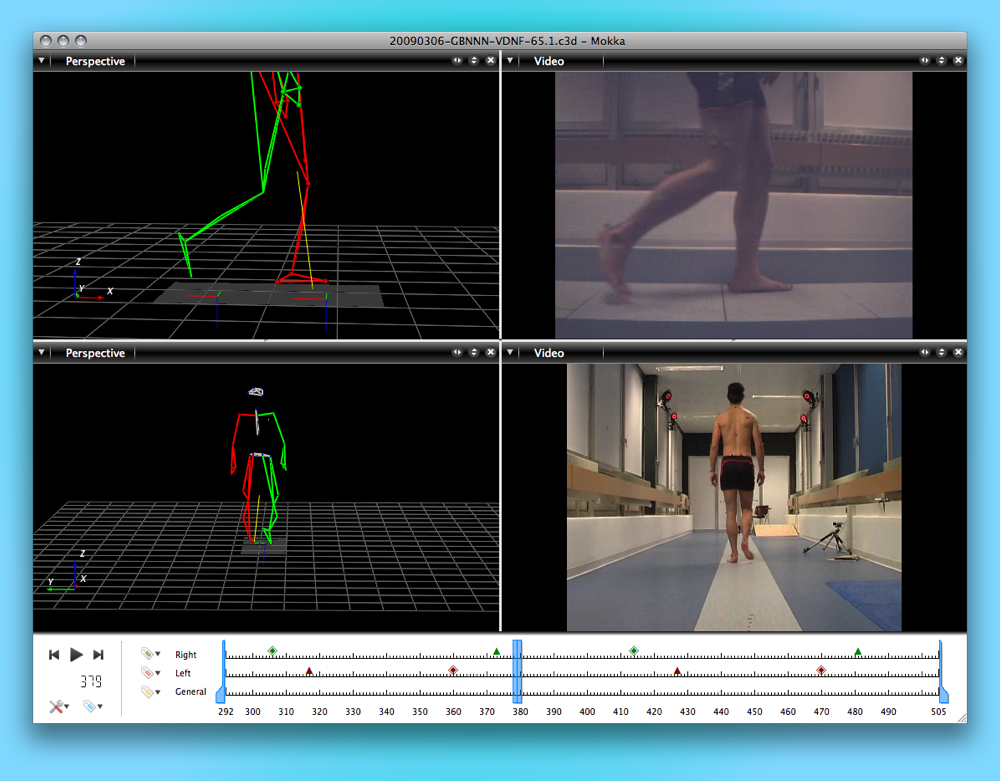 20090306-GBNNN-VDNF-65.1.c3d – Mokka
Perspective
Video
Z
Y
X
Perspective
Video
Z
Y
X
Right
Left
379
General
292 300 310 320 330 340 350 360 370 380 390 400 410 420 430 440 450 460 470 480 490 505